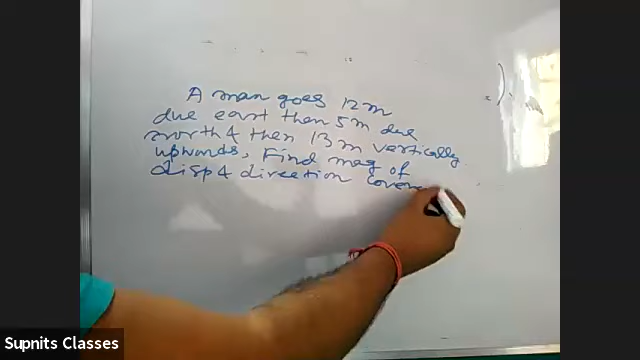 A man goes 12m
due east then 5m due
north & then 13m vertically
upwards, Find mag of
disp & direction cover
Supnits Classes